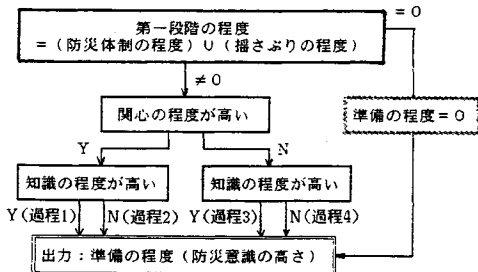 第一段階の程度
=(防災体制の程度)∪(揺さぶりの程度)
=0
≠0
関心の程度が高い
準備の程度=0
Y
N
知識の程度が高い
知識の程度が高い
Y(過程1)
N(過程2)
Y(過程3)
N(過程4)
出力:準備の程度(防災意識の高さ)